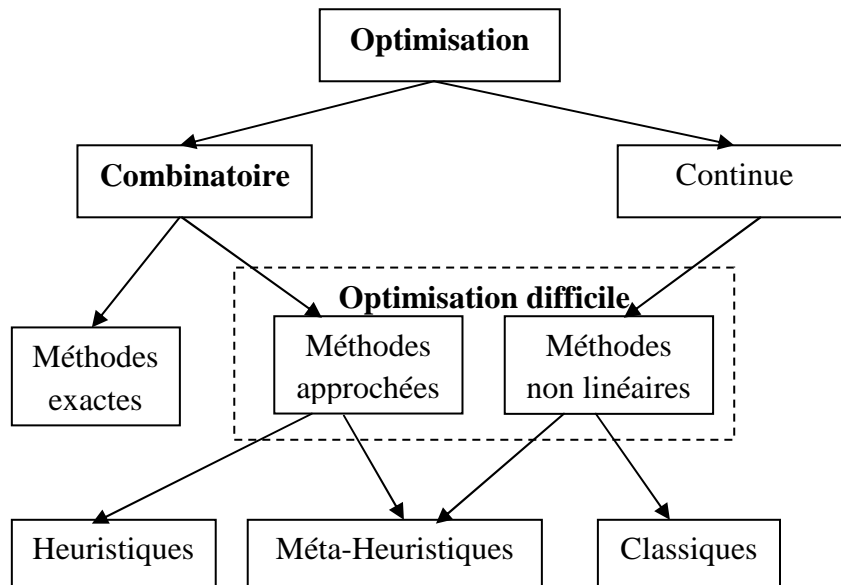 Optimisation
Combinatoire
Continue
Optimisation difficile
Méthodes
exactes
Méthodes
approchées
Méthodes
non linéaires
Heuristiques
Méta-Heuristiques
Classiques